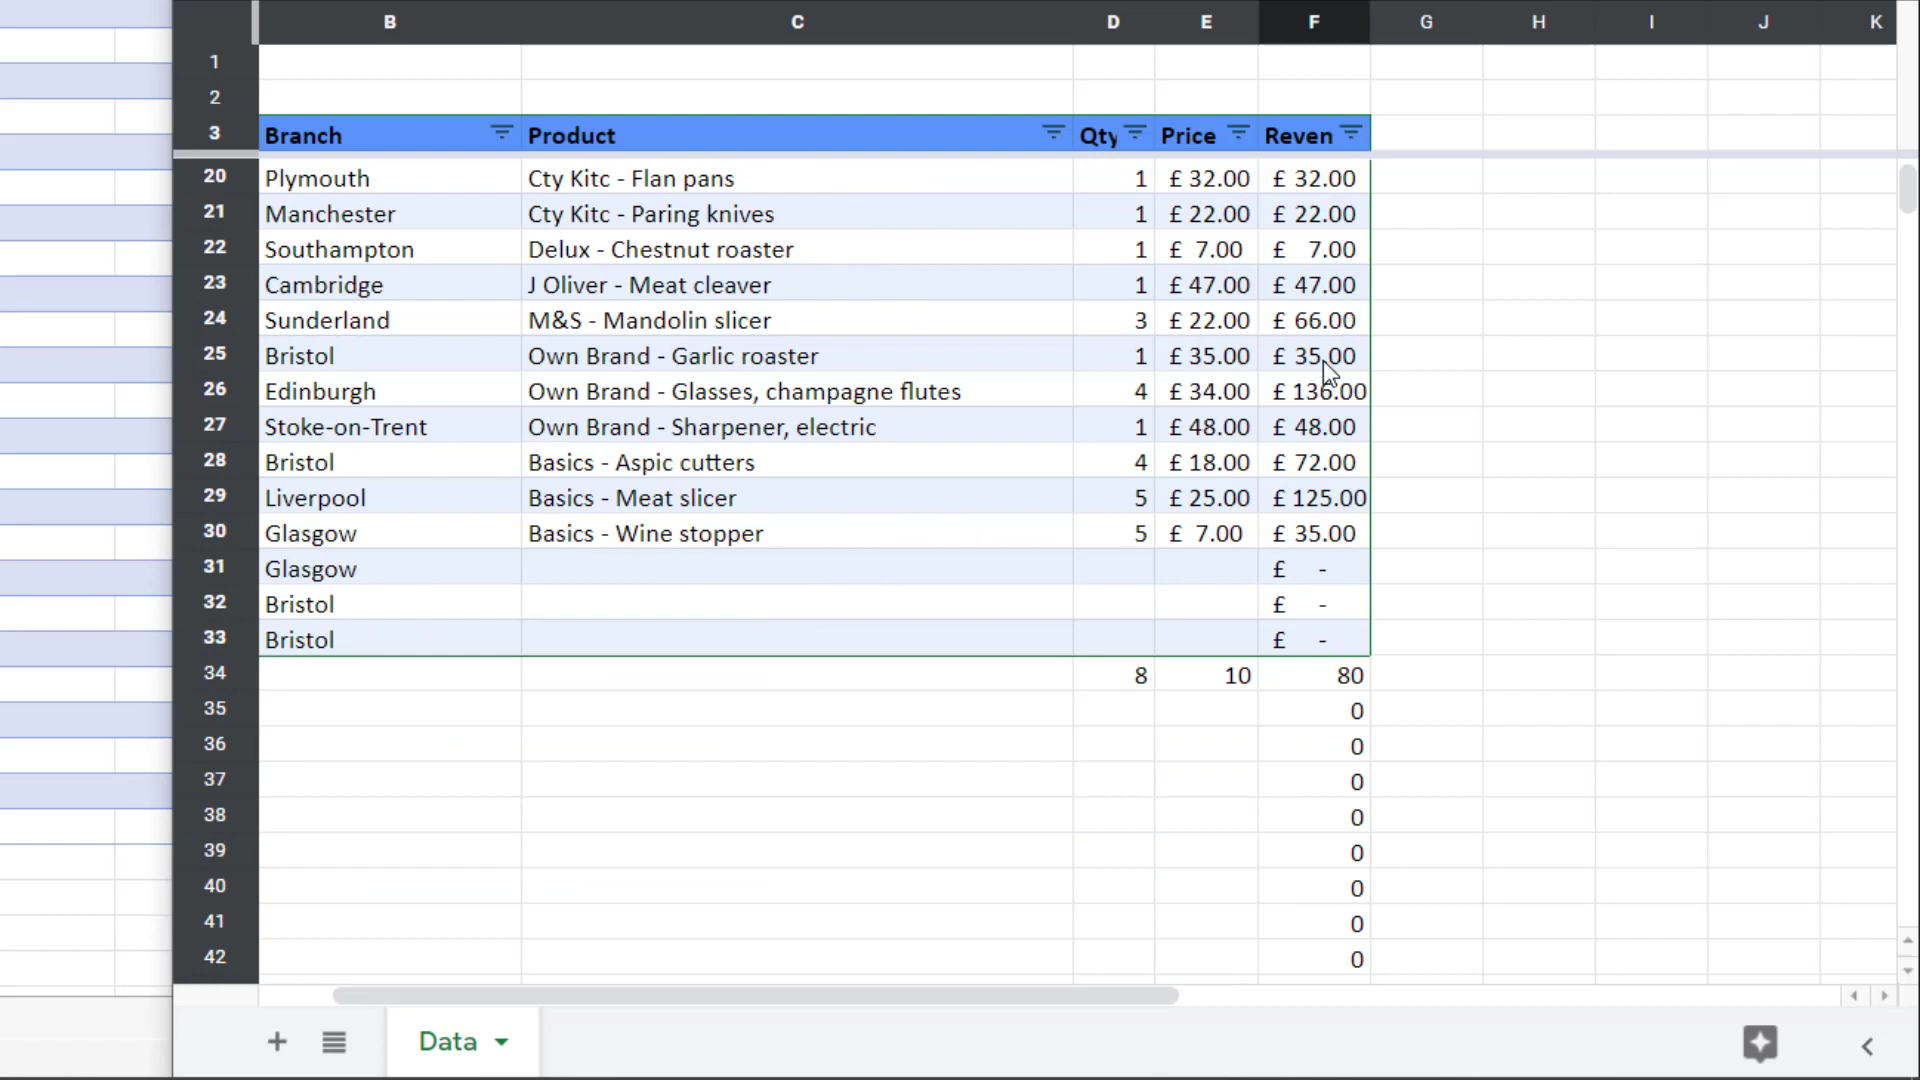 B C D E F G H I J K
1
2
3 Branch Product Qty Price Reven
20 Plymouth Cty Kitc - Flan pans 1 £ 32.00 £ 32.00
21 Manchester Cty Kitc - Paring knives 1 £ 22.00 £ 22.00
22 Southampton Delux - Chestnut roaster 1 £ 7.00 £ 7.00
23 Cambridge J Oliver - Meat cleaver 1 £ 47.00 £ 47.00
24 Sunderland M&S - Mandolin slicer 3 £ 22.00 £ 66.00
25 Bristol Own Brand - Garlic roaster 1 £ 35.00 £ 35.00
26 Edinburgh Own Brand - Glasses, champagne flutes 4 £ 34.00 £ 136.00
27 Stoke-on-Trent Own Brand - Sharpener, electric 1 £ 48.00 £ 48.00
28 Bristol Basics - Aspic cutters 4 £ 18.00 £ 72.00
29 Liverpool Basics - Meat slicer 5 £ 25.00 £ 125.00
30 Glasgow Basics - Wine stopper 5 £ 7.00 £ 35.00
31 Glasgow £ -
32 Bristol £ -
33 Bristol £ -
34 8 10 80
35 0
36 0
37 0
38 0
39 0
40 0
41 0
42 0
Data